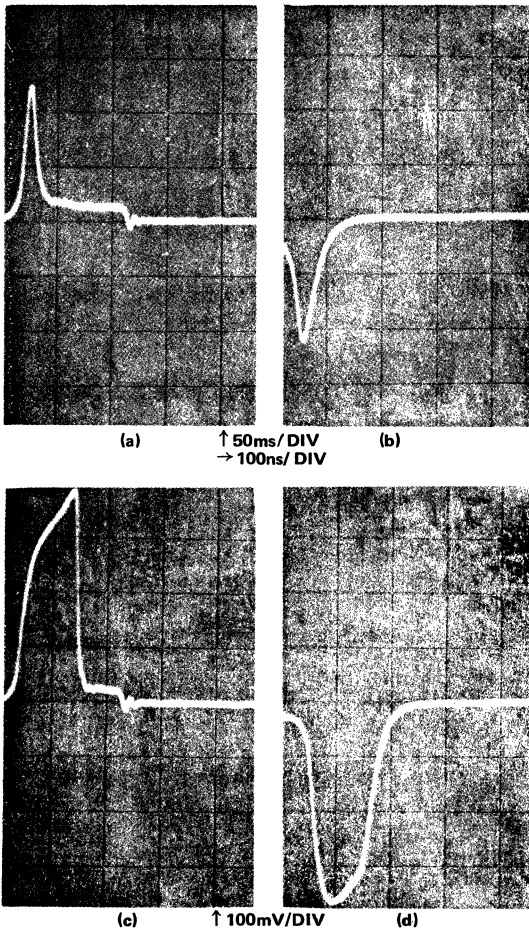 (a) ↑ 50ms/ DIV (b)
→ 100ns/ DIV
(c) ↑ 100mV/DIV (d)